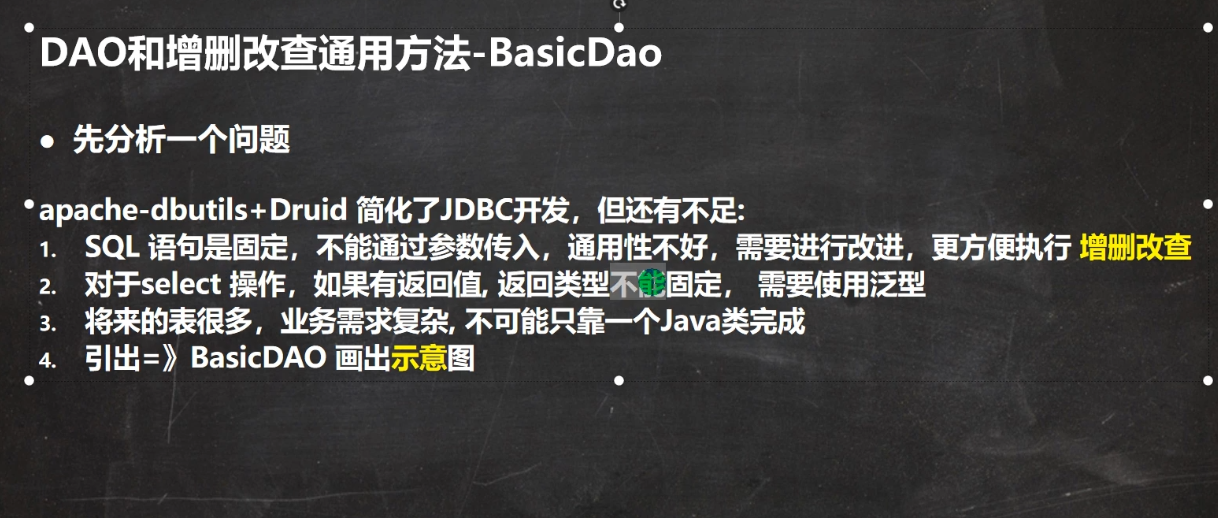 DAO和增删改查通用方法-BasicDao
● 先分析一个问题
apache-dbutils+Druid 简化了JDBC开发，但还有不足:
1. SQL 语句是固定，不能通过参数传入，通用性不好，需要进行改进，更方便执行 增删改查
2. 对于select 操作，如果有返回值, 返回类型不能固定， 需要使用泛型
3. 将来的表很多，业务需求复杂, 不可能只靠一个Java类完成
4. 引出=》BasicDAO 画出示意图